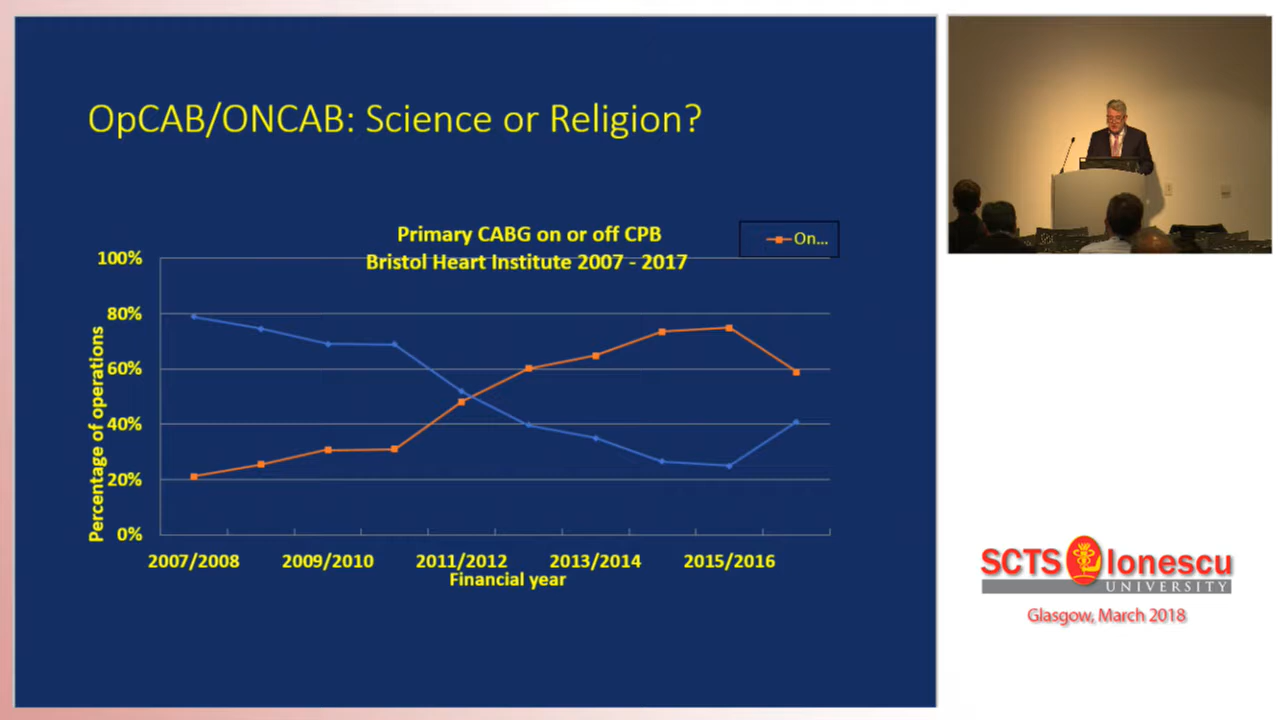 OpCAB/ONCAB: Science or Religion?
Primary CABG on or off CPB
Bristol Heart Institute 2007 - 2017
On...
100%
80%
60%
40%
20%
0%
Percentage of operations
2007/2008 2009/2010 2011/2012 2013/2014 2015/2016
Financial year
SCTS Ionescu
UNIVERSITY
Glasgow, March 2018